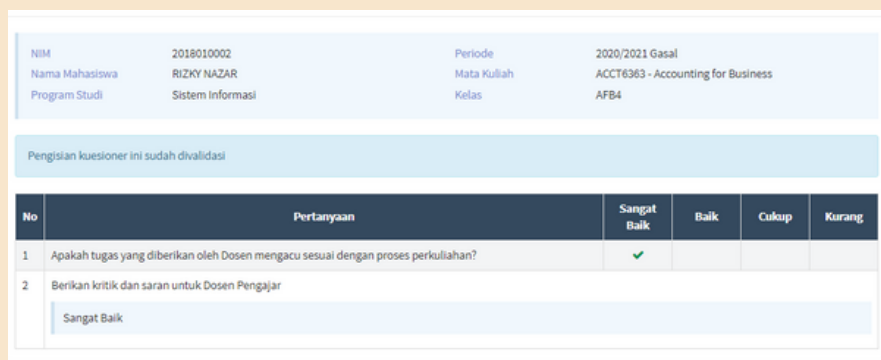 NIM 2018010002 Periode 2020/2021 Gasal
Nama Mahasiswa RIZKY NAZAR Mata Kuliah ACCT6363 - Accounting for Business
Program Studi Sistem Informasi Kelas AFB4
Pengisian kuesioner ini sudah divalidasi
No Pertanyaan Sangat Baik Baik Cukup Kurang
1 Apakah tugas yang diberikan oleh Dosen mengacu sesuai dengan proses perkuliahan? ✔
2 Berikan kritik dan saran untuk Dosen Pengajar
Sangat Baik